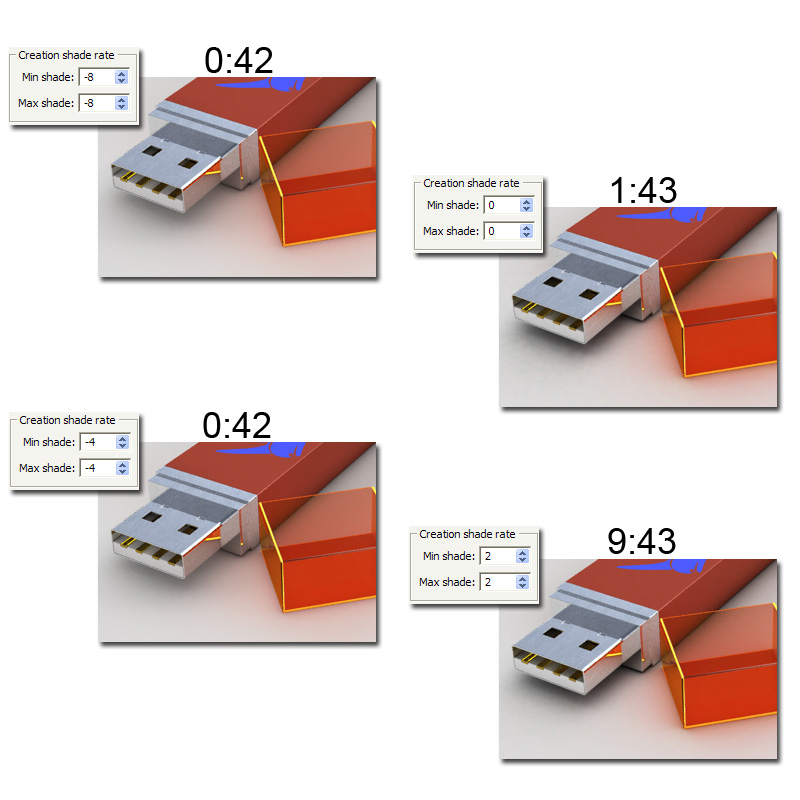 0:42
Creation shade rate
Min shade: -8
Max shade: -8
1:43
Creation shade rate
Min shade: 0
Max shade: 0
0:42
Creation shade rate
Min shade: -4
Max shade: -4
9:43
Creation shade rate
Min shade: 2
Max shade: 2